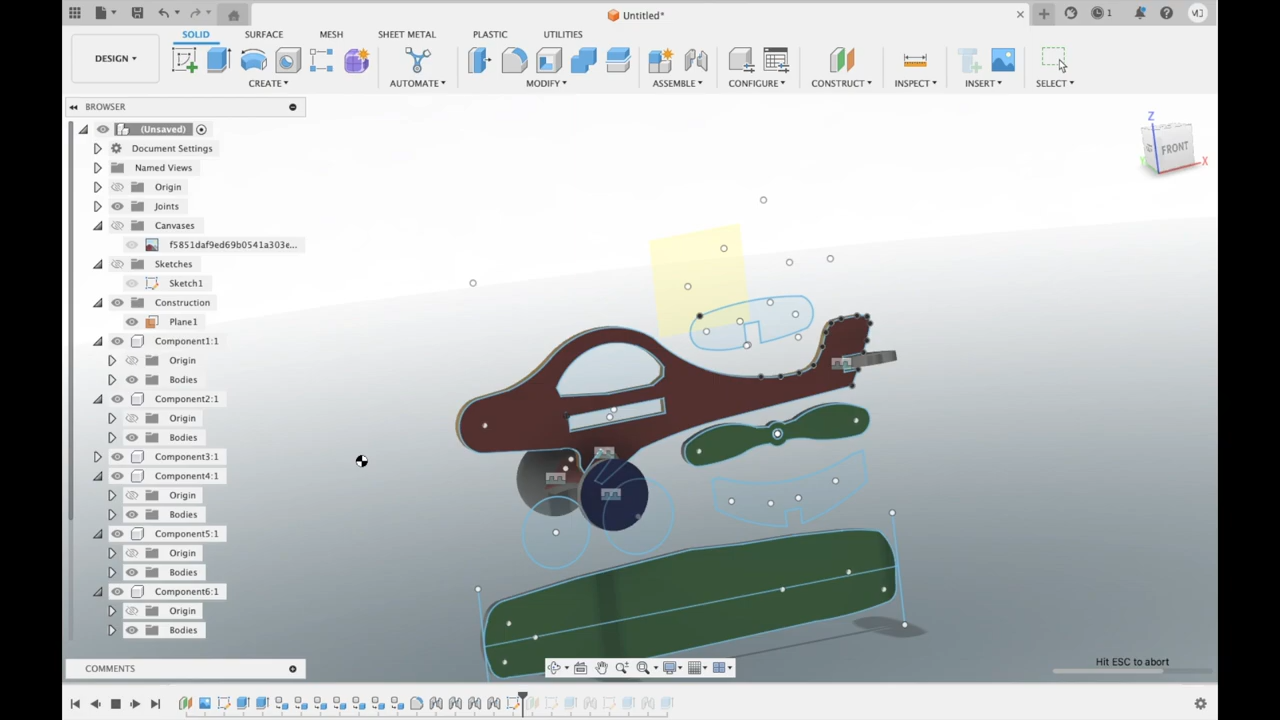 Untitled*
1
MJ
DESIGN
SOLID
SURFACE
MESH
SHEET METAL
PLASTIC
UTILITIES
CREATE
AUTOMATE
MODIFY
ASSEMBLE
CONFIGURE
CONSTRUCT
INSPECT
INSERT
SELECT
BROWSER
(Unsaved)
Document Settings
Named Views
Origin
Joints
Canvases
f5851daf9ed69b0541a303e...
Sketches
Sketch1
Construction
Plane1
Component1:1
Origin
Bodies
Component2:1
Origin
Bodies
Component3:1
Component4:1
Origin
Bodies
Component5:1
Origin
Bodies
Component6:1
Origin
Bodies
Z
FRONT
X
Y
Hit ESC to abort
COMMENTS